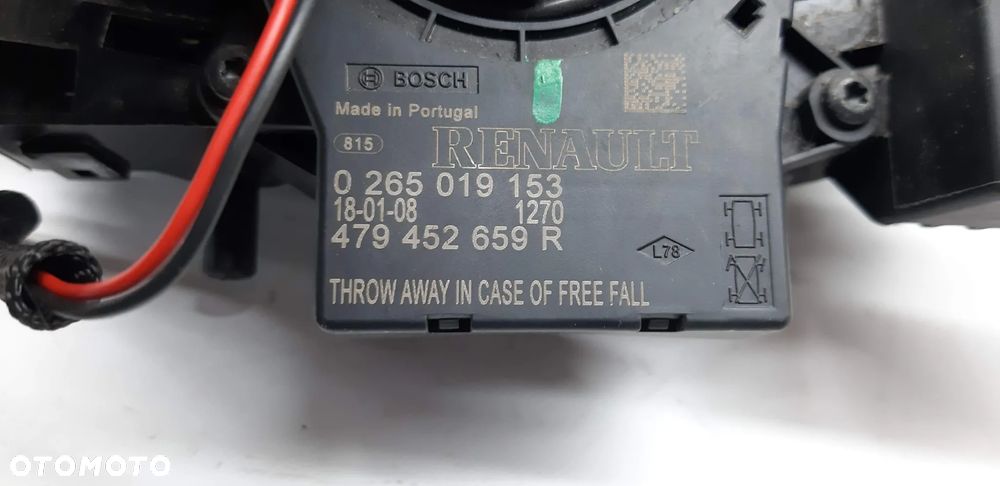 BOSCH
Made in Portugal
815
RENAULT
0 265 019 153
18-01-08 1270
479 452 659 R
L78
THROW AWAY IN CASE OF FREE FALL
OTOMOTO